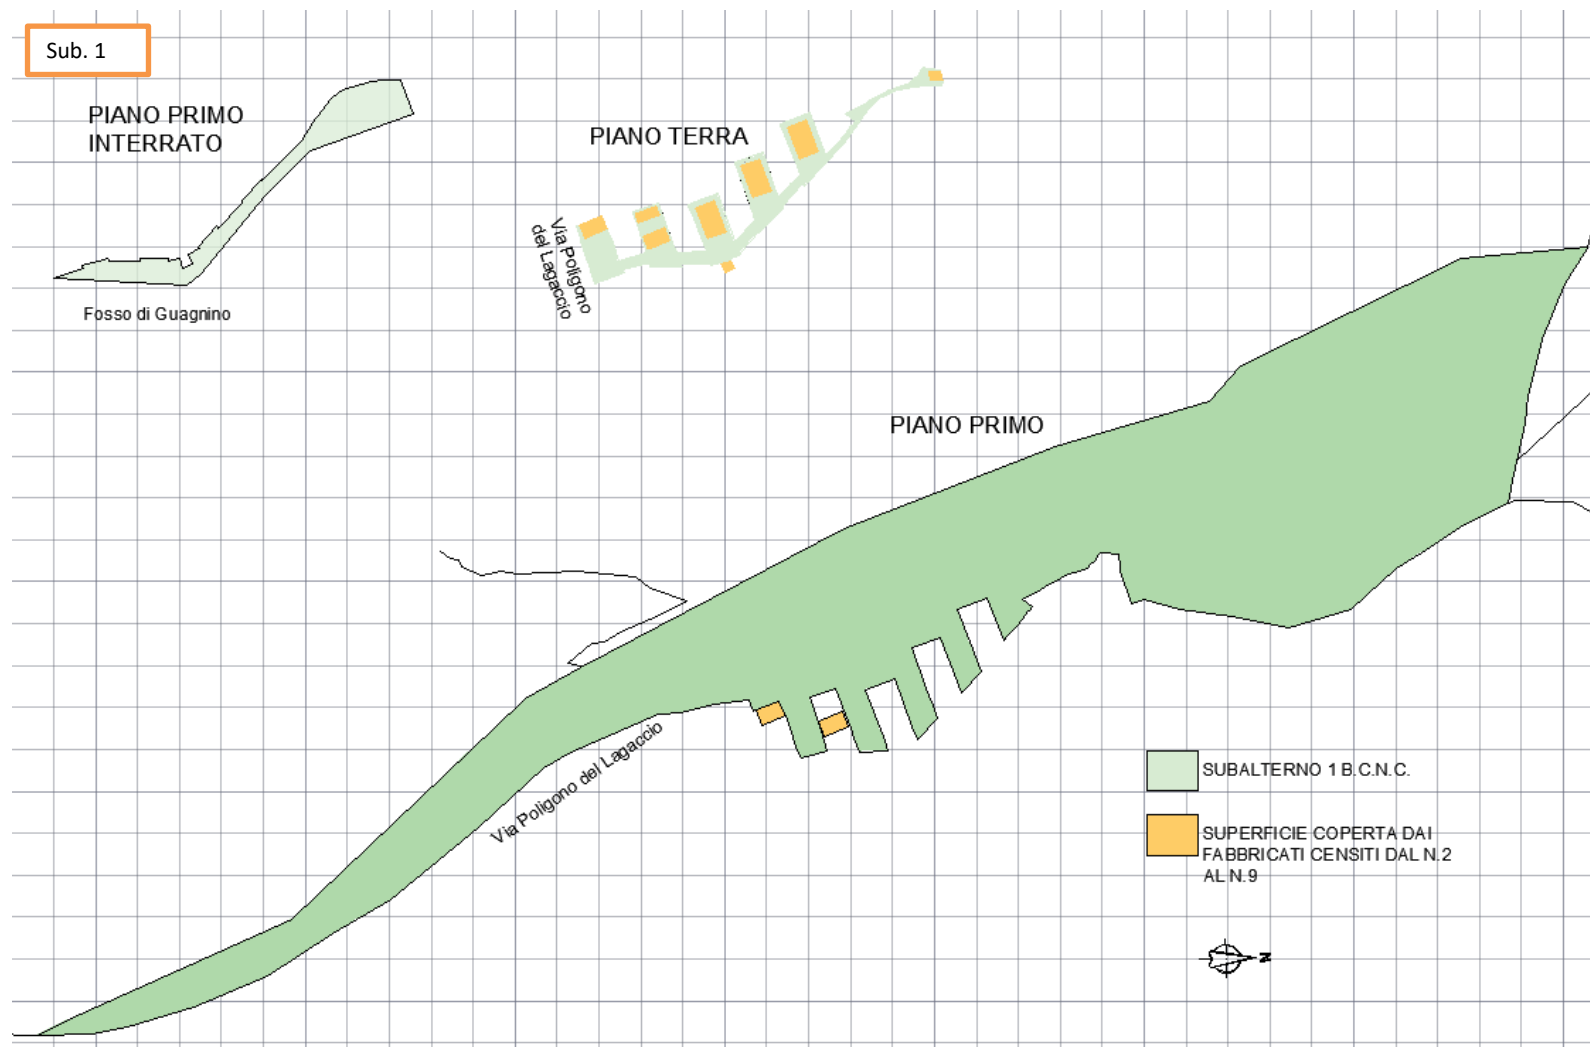 Sub. 1
PIANO PRIMO
INTERRATO
PIANO TERRA
Via Poligono
del Lagaccio
Fosso di Guagnino
PIANO PRIMO
Via Poligono del Lagaccio
SUBALTERNO 1 B.C.N.C.
SUPERFICIE COPERTA DAI
FABBRICATI CENSITI DAL N.2
AL N.9
N